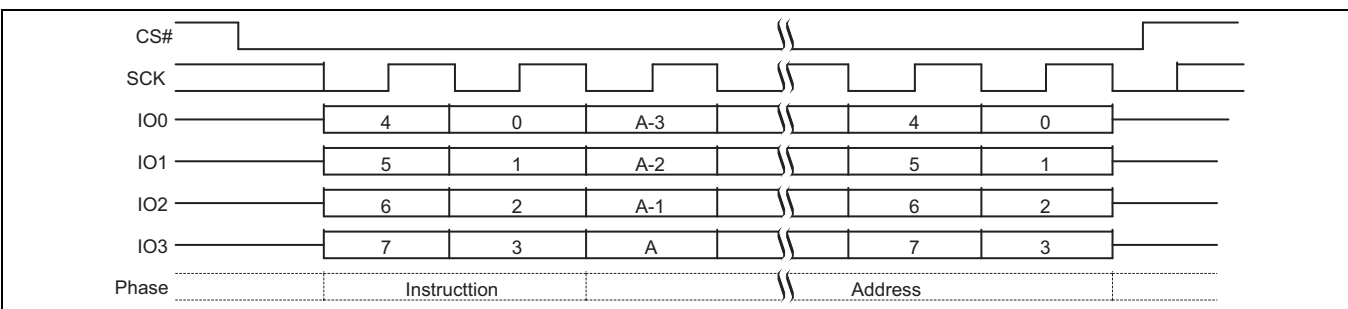 CS#
SCK
IO0 4 0 A-3 4 0
IO1 5 1 A-2 5 1
IO2 6 2 A-1 6 2
IO3 7 3 A 7 3
Phase Instructtion Address